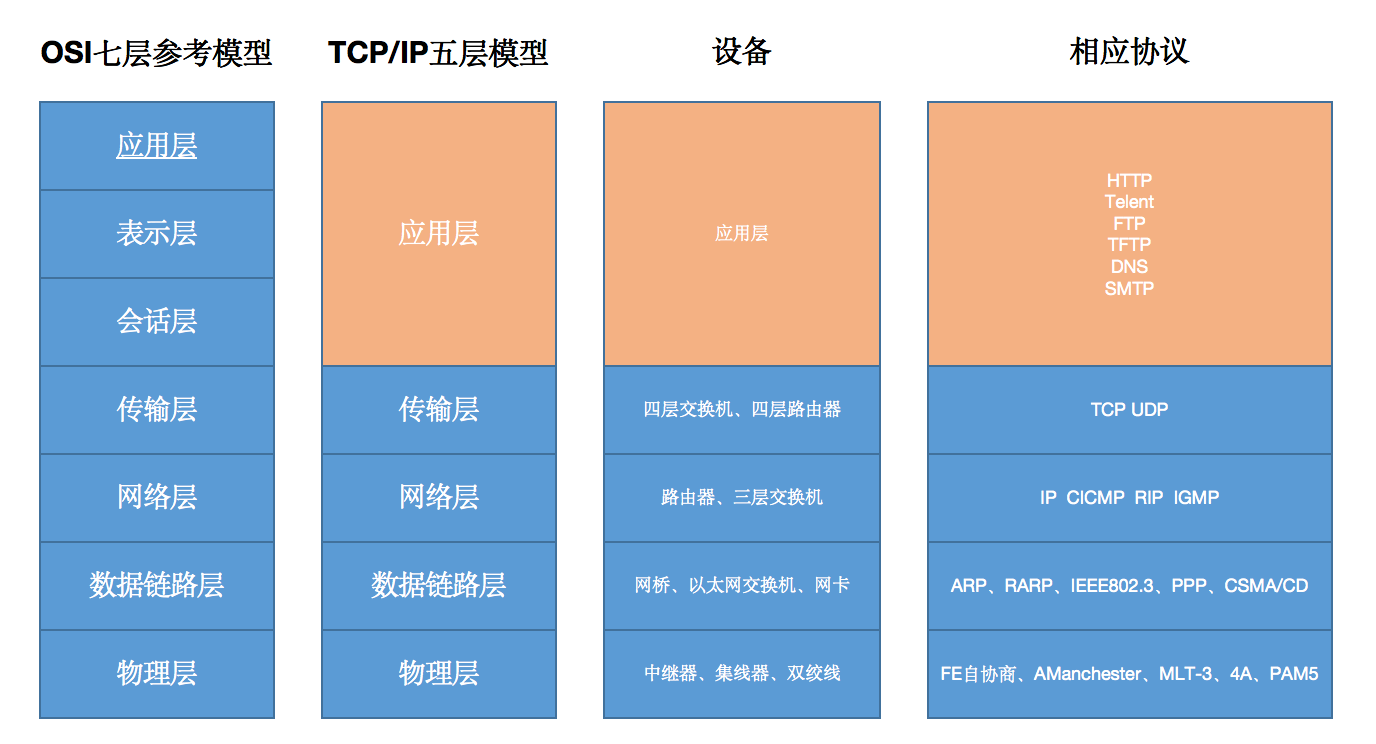 OSI七层参考模型
TCP/IP五层模型
设备
相应协议
应用层
表示层
会话层
传输层
网络层
数据链路层
物理层
应用层
传输层
网络层
数据链路层
物理层
应用层
四层交换机、四层路由器
路由器、三层交换机
网桥、以太网交换机、网卡
中继器、集线器、双绞线
HTTP
Telent
FTP
TFTP
DNS
SMTP
TCP UDP
IP CICMP RIP IGMP
ARP、RARP、IEEE802.3、PPP、CSMA/CD
FE自协商、AManchester、MLT-3、4A、PAM5